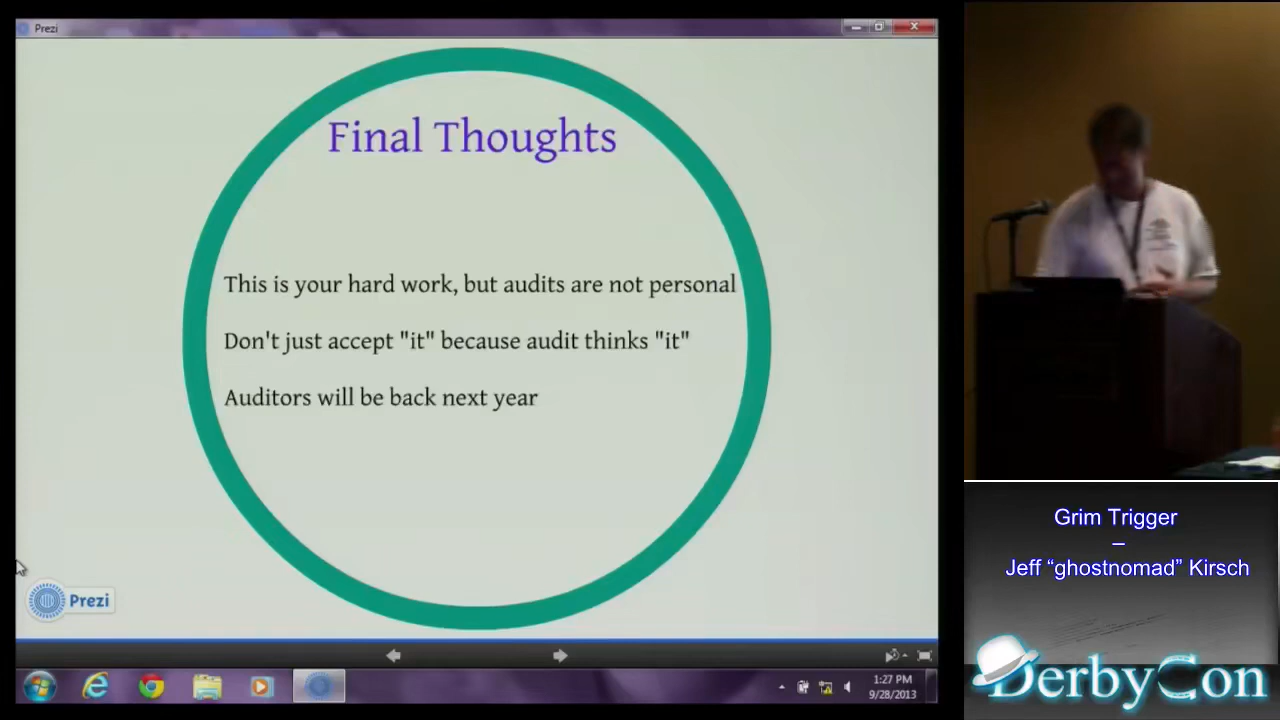 Prezi
Final Thoughts
This is your hard work, but audits are not personal
Don't just accept "it" because audit thinks "it"
Auditors will be back next year
Prezi
1:27 PM
9/28/2013
Grim Trigger
–
Jeff “ghostnomad” Kirsch
DerbyCon